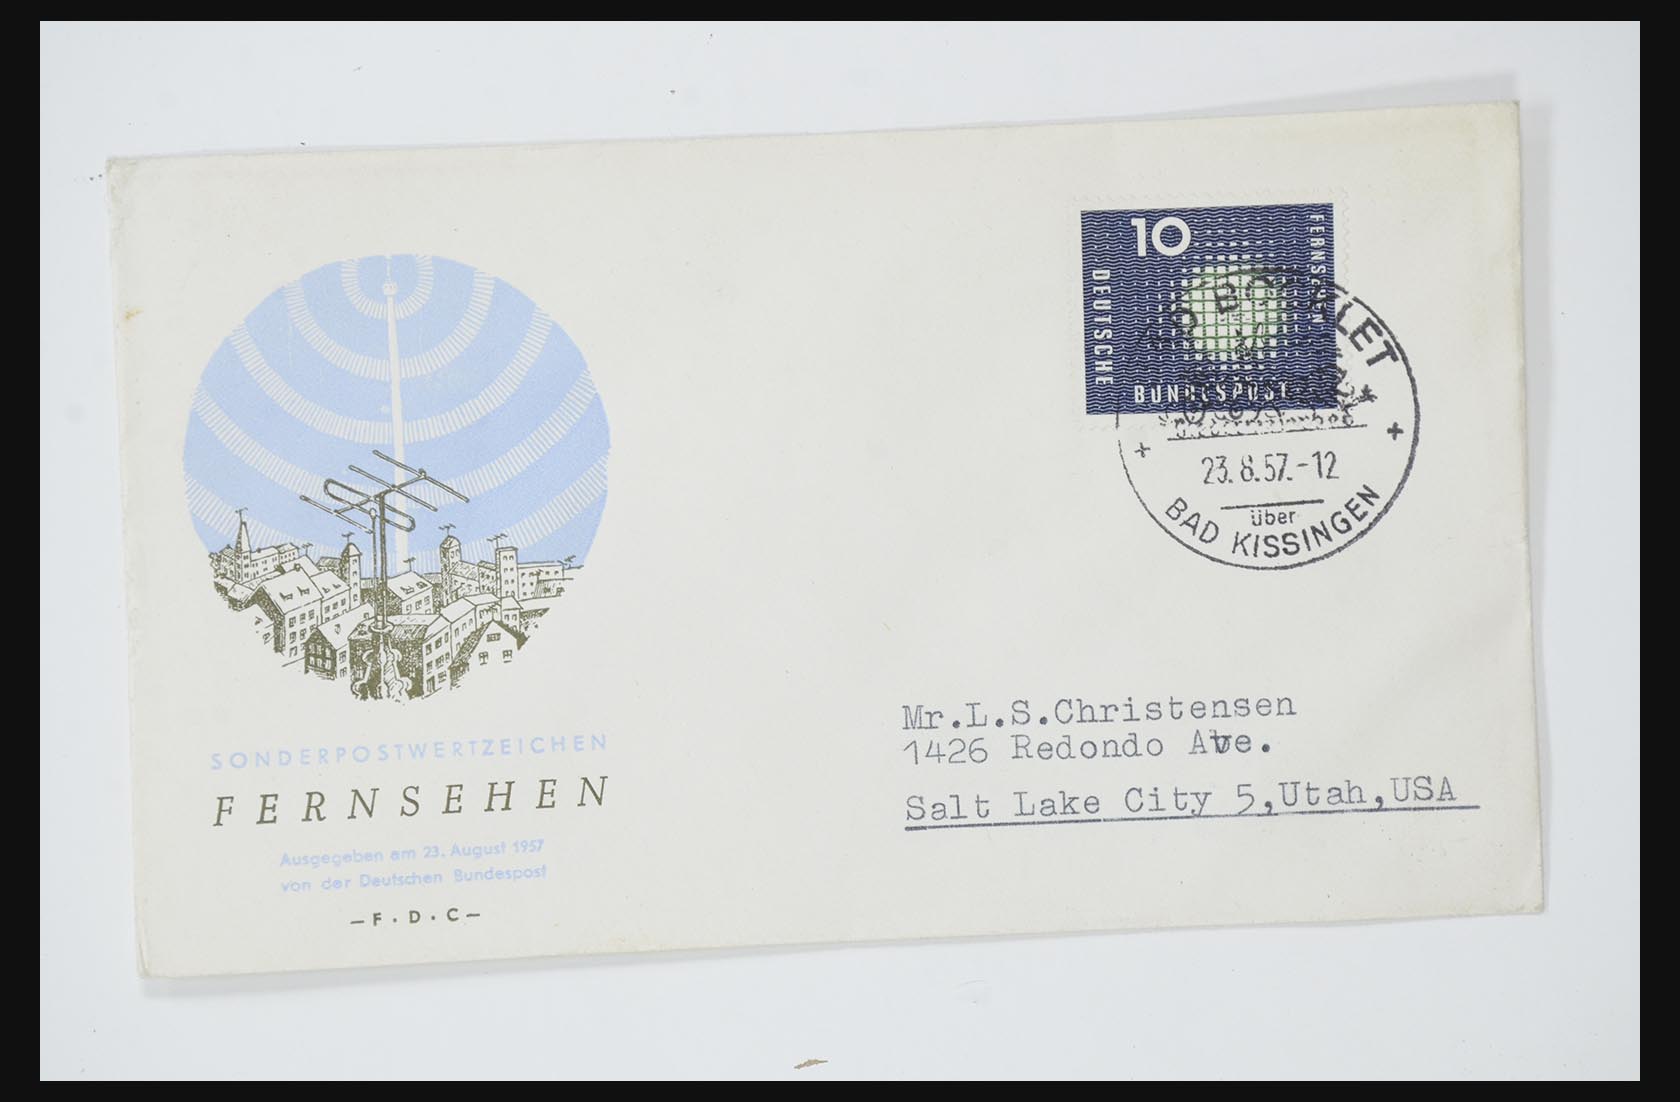 10
FERNSEHEN
DEUTSCHE
BUNDESPOST
23.8.57.-12
über
BAD KISSINGEN
SONDERPOSTWERTZEICHEN
FERNSEHEN
Ausgegeben am 23. August 1957
von der Deutschen Bundespost
—F·D·C—
Mr.L.S.Christensen
1426 Redondo Ave.
Salt Lake City 5,Utah,USA